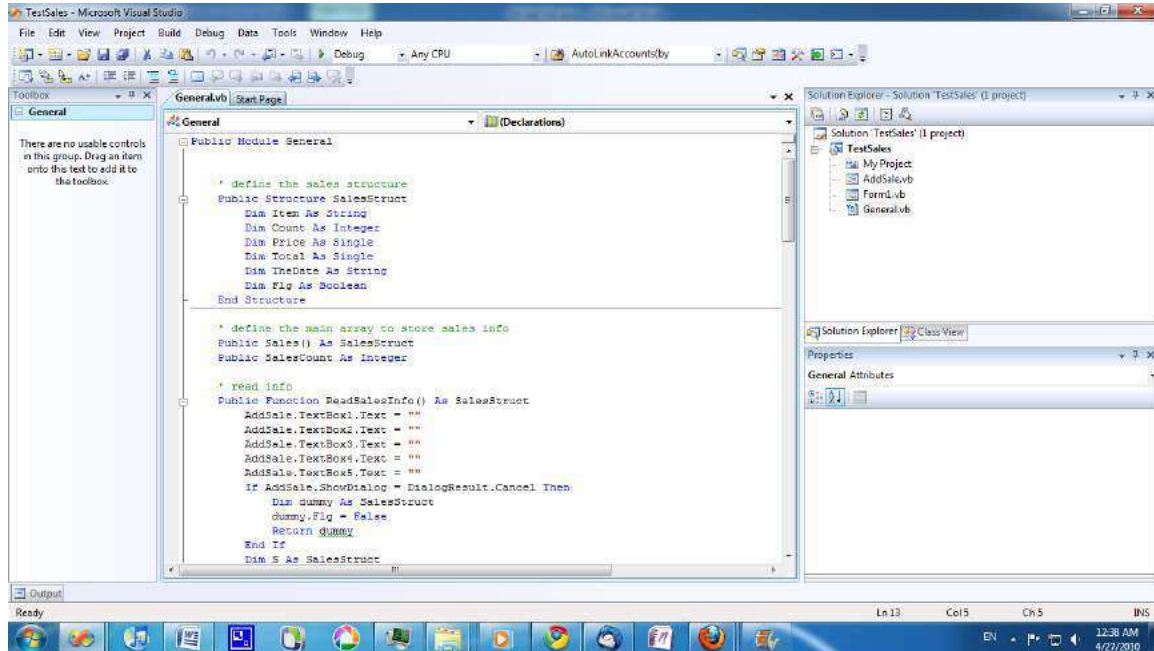 TestSales - Microsoft Visual Studio
File Edit View Project Build Debug Data Tools Window Help
Debug Any CPU AutoLinkAccounts(by
Toolbox
General
There are no usable controls
in this group. Drag an item
onto this text to add it to
the toolbox.
General.vb Start Page
General (Declarations)
Public Module General
' define the sales structure
Public Structure SalesStruct
Dim Item As String
Dim Count As Integer
Dim Price As Single
Dim Total As Single
Dim TheDate As String
Dim Flg As Boolean
End Structure
' define the main array to store sales info
Public Sales() As SalesStruct
Public SalesCount As Integer
' read info
Public Function ReadSalesInfo() As SalesStruct
AddSale.TextBox1.Text = ""
AddSale.TextBox2.Text = ""
AddSale.TextBox3.Text = ""
AddSale.TextBox4.Text = ""
AddSale.TextBox5.Text = ""
If AddSale.ShowDialog = DialogResult.Cancel Then
Dim dummy As SalesStruct
dummy.Flg = False
Return dummy
End If
Dim S As SalesStruct
Solution Explorer - Solution 'TestSales' (1 project)
Solution 'TestSales' (1 project)
TestSales
My Project
AddSale.vb
Form1.vb
General.vb
Solution Explorer Class View
Properties
General Attributes
Output
Ready Ln 13 Col 5 Ch 5 INS
EN 12:38 AM
4/27/2010